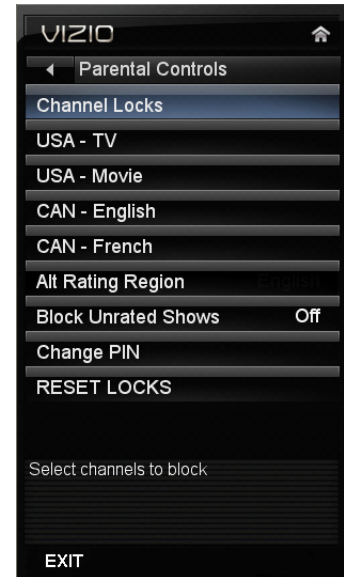 VIZIO
Parental Controls
Channel Locks
USA - TV
USA - Movie
CAN - English
CAN - French
Alt Rating Region English
Block Unrated Shows Off
Change PIN
RESET LOCKS
Select channels to block
EXIT